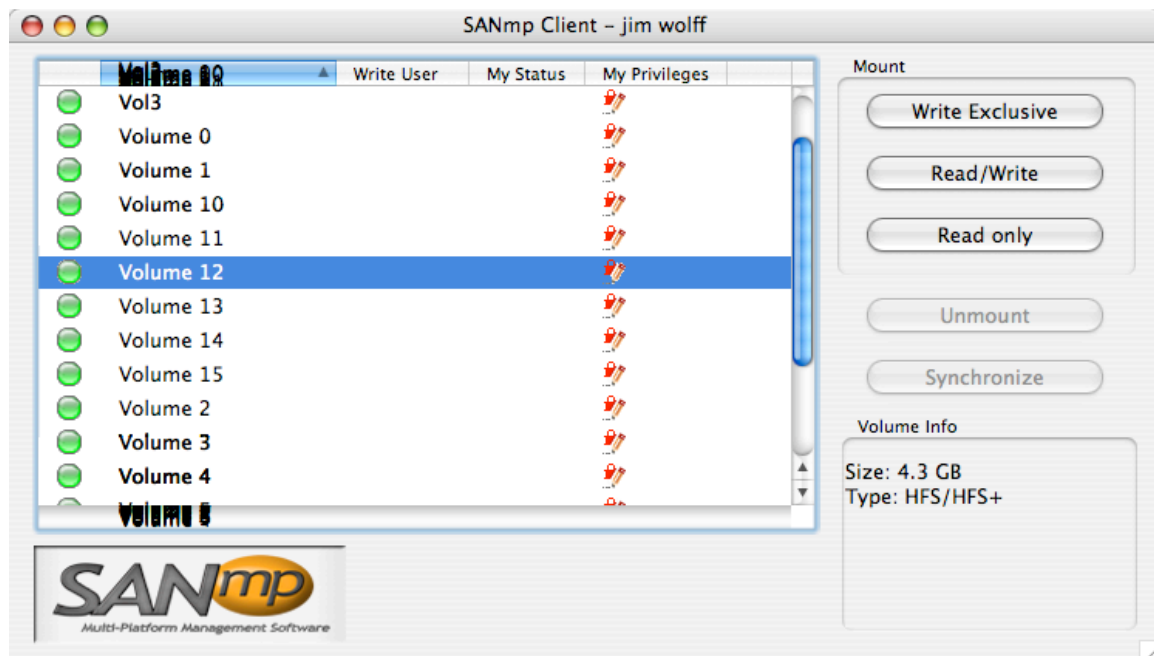 SANmp Client – jim wolff
Write User
My Status
My Privileges
Vol3
Volume 0
Volume 1
Volume 10
Volume 11
Volume 12
Volume 13
Volume 14
Volume 15
Volume 2
Volume 3
Volume 4
Mount
Write Exclusive
Read/Write
Read only
Unmount
Synchronize
Volume Info
Size: 4.3 GB
Type: HFS/HFS+
SANmp
Multi-Platform Management Software